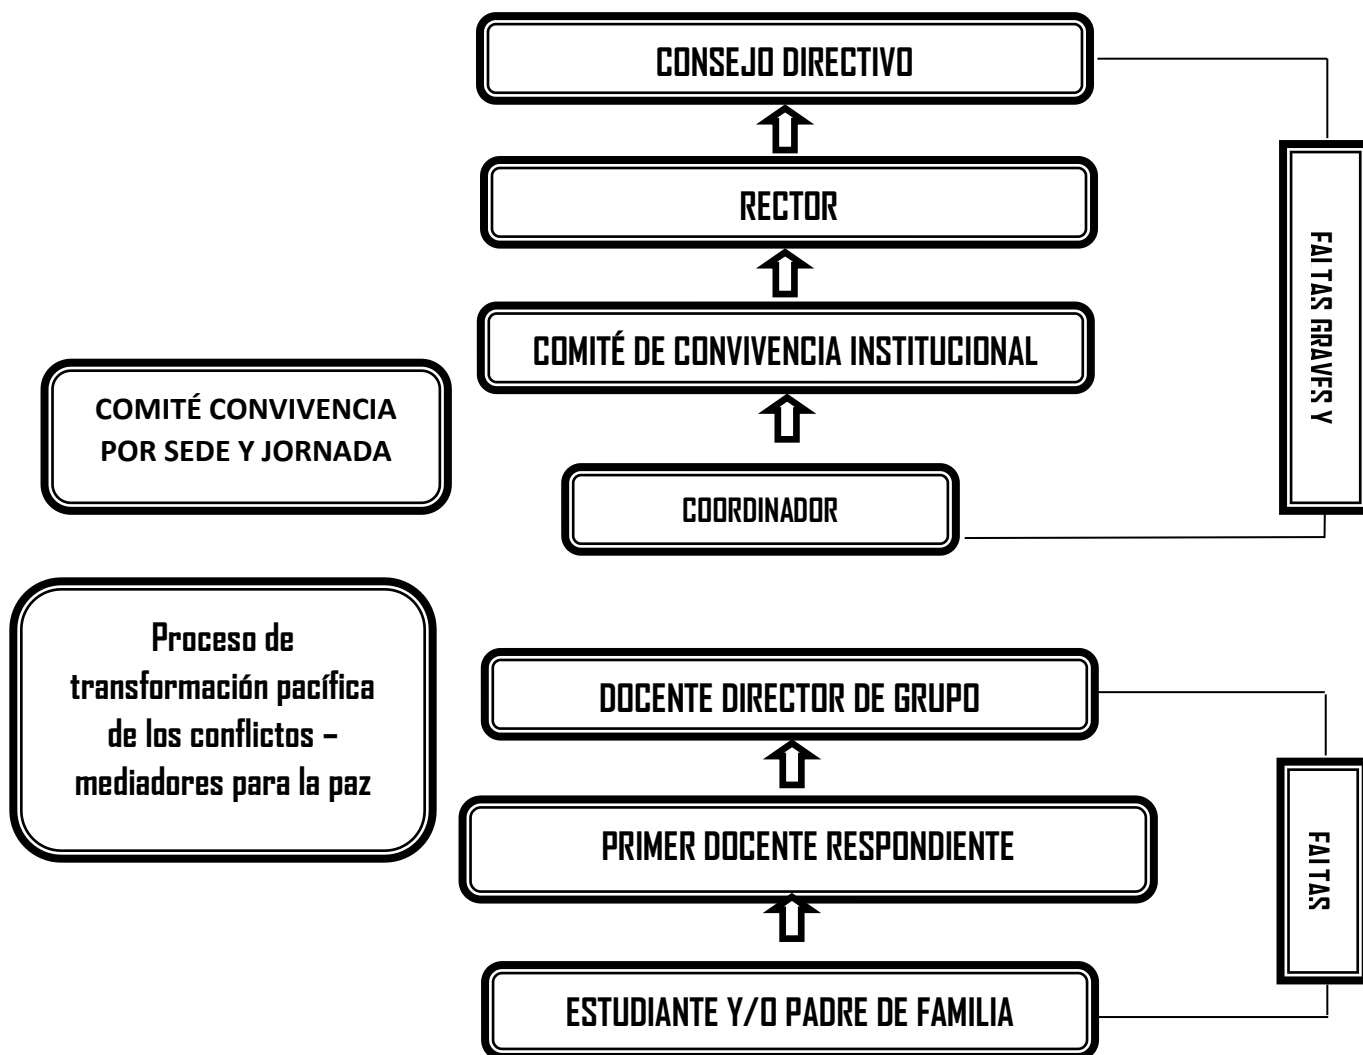 CONSEJO DIRECTIVO
RECTOR
COMITÉ DE CONVIVENCIA INSTITUCIONAL
COMITÉ CONVIVENCIA
POR SEDE Y JORNADA
COORDINADOR
FALTAS GRAVES Y
Proceso de
transformación pacífica
de los conflictos –
mediadores para la paz
DOCENTE DIRECTOR DE GRUPO
PRIMER DOCENTE RESPONDIENTE
FALTAS
ESTUDIANTE Y/O PADRE DE FAMILIA